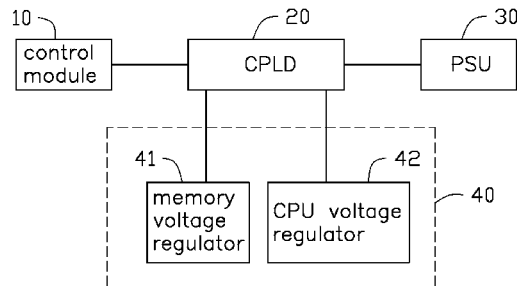 10
20
30
control
module
CPLD
PSU
41
42
memory
voltage
regulator
CPU voltage
regulator
40